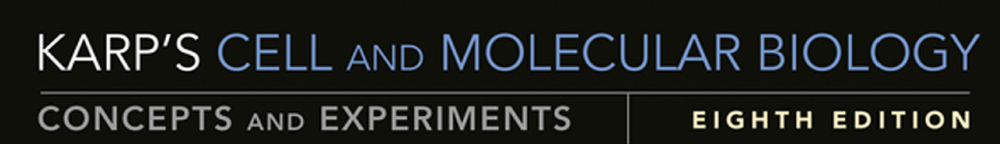 KARP'S CELL AND MOLECULAR BIOLOGY
CONCEPTS AND EXPERIMENTS
EIGHTH EDITION